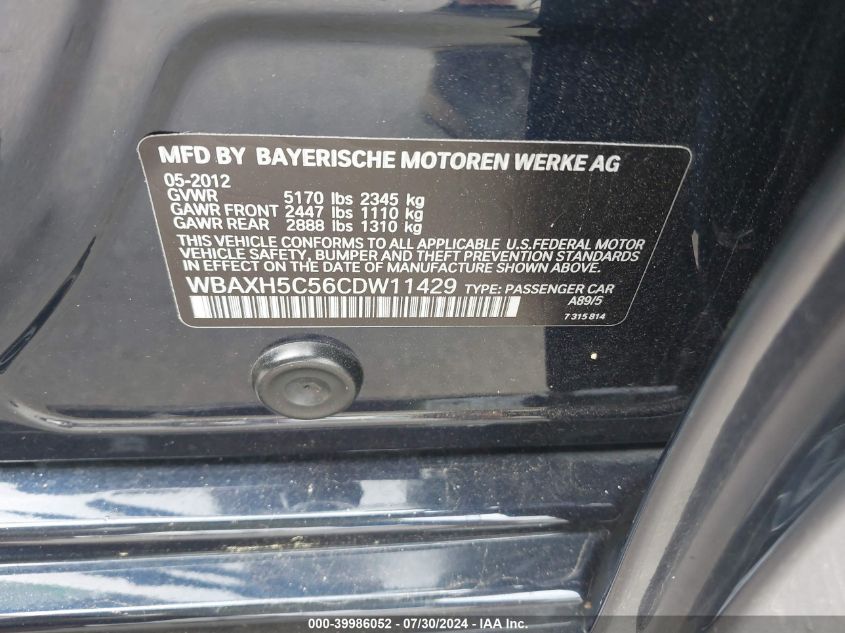 MFD BY BAYERISCHE MOTOREN WERKE AG
05-2012
GVWR 5170 lbs 2345 kg
GAWR FRONT 2447 lbs 1110 kg
GAWR REAR 2888 lbs 1310 kg
THIS VEHICLE CONFORMS TO ALL APPLICABLE U.S.FEDERAL MOTOR
VEHICLE SAFETY, BUMPER AND THEFT PREVENTION STANDARDS
IN EFFECT ON THE DATE OF MANUFACTURE SHOWN ABOVE.
WBAXH5C56CDW11429 TYPE: PASSENGER CAR
A89/5
7 315 814
000-39986052 - 07/30/2024 - IAA Inc.